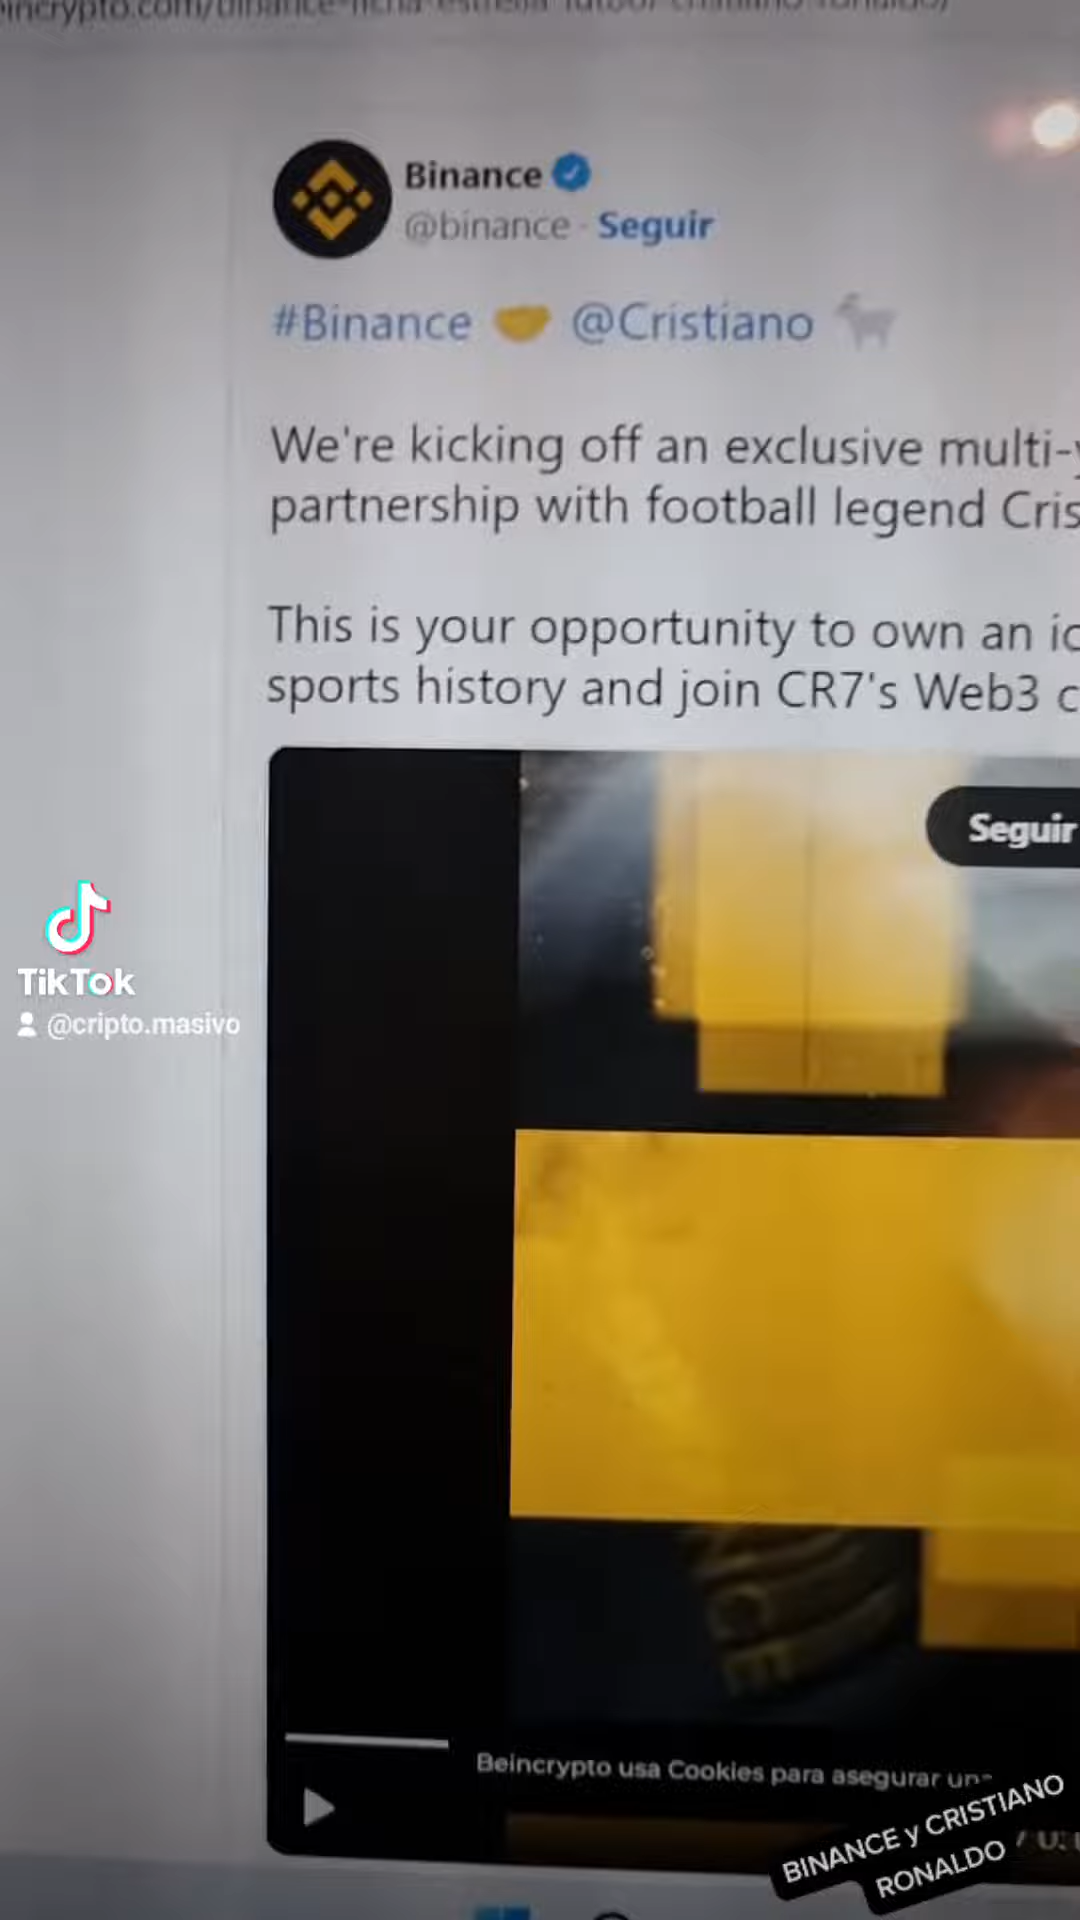 Binance
@binance · Seguir
#Binance 🤝 @Cristiano 🐐
We're kicking off an exclusive multi-
partnership with football legend Cris
This is your opportunity to own an
sports history and join CR7's Web3
Seguir
TikTok
@cripto.masivo
Beincrypto usa Cookies para asegurar
BINANCE y CRISTIANO
RONALDO